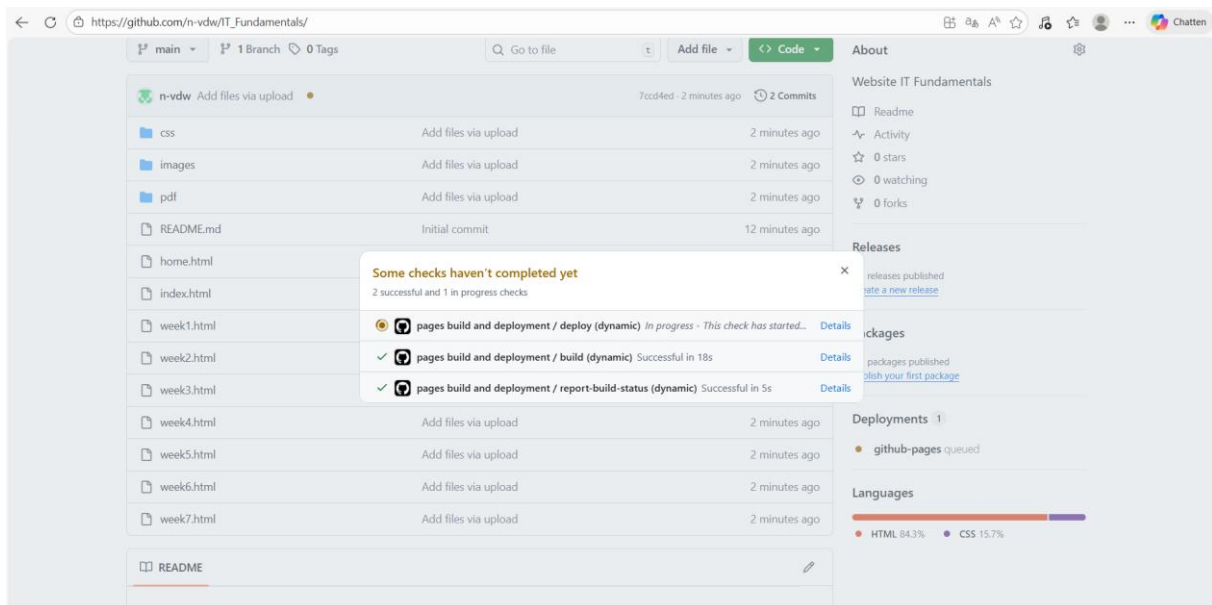 https://github.com/n-vdw/IT_Fundamentals/
Chatten
main
1 Branch
0 Tags
Go to file
t
Add file
Code
About
Website IT Fundamentals
n-vdw Add files via upload
7ccd4ed · 2 minutes ago
2 Commits
css Add files via upload 2 minutes ago
images Add files via upload 2 minutes ago
pdf Add files via upload 2 minutes ago
README.md Initial commit 12 minutes ago
home.html
index.html
week1.html
week2.html
week3.html
week4.html Add files via upload 2 minutes ago
week5.html Add files via upload 2 minutes ago
week6.html Add files via upload 2 minutes ago
week7.html Add files via upload 2 minutes ago
README
Some checks haven't completed yet
2 successful and 1 in progress checks
pages build and deployment / deploy (dynamic) In progress - This check has started... Details
pages build and deployment / build (dynamic) Successful in 18s Details
pages build and deployment / report-build-status (dynamic) Successful in 5s Details
Readme
Activity
0 stars
0 watching
0 forks
Releases
releases published
a new release
packages published
your first package
Deployments 1
github-pages queued
Languages
HTML 84.3% CSS 15.7%